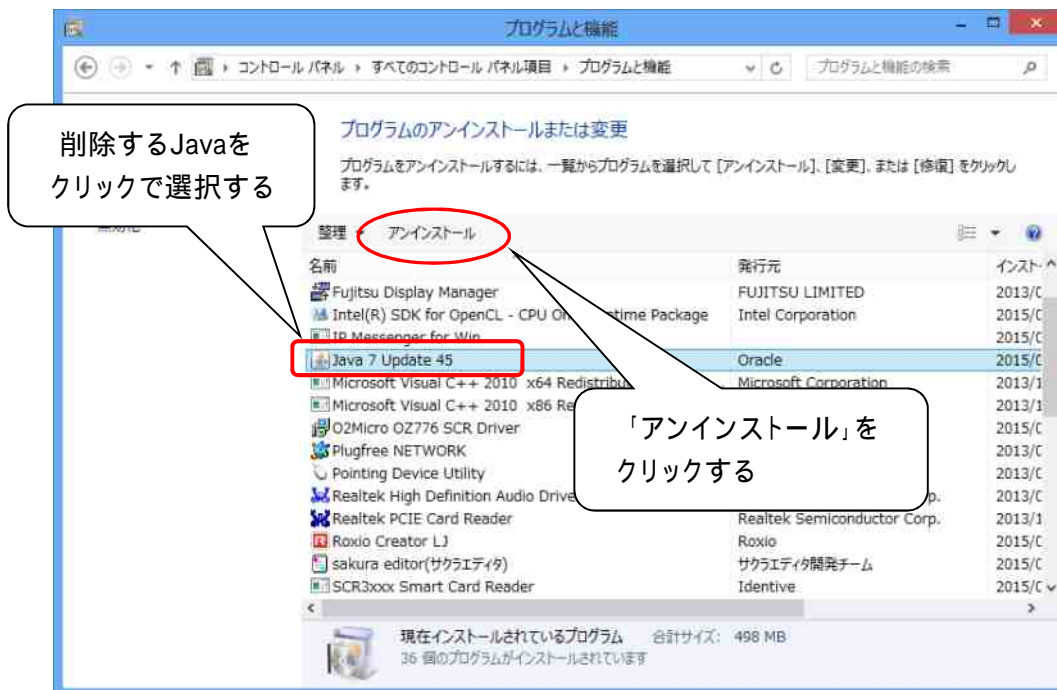 プログラムと機能
コントロール パネル ▸ すべてのコントロール パネル項目 ▸ プログラムと機能
プログラムと機能の検索
削除するJavaを
クリックで選択する
プログラムのアンインストールまたは変更
プログラムをアンインストールするには、一覧からプログラムを選択して [アンインストール]、[変更]、または [修復] をクリックし
ます。
整理 アンインストール
名前 発行元 インスト
Fujitsu Display Manager FUJITSU LIMITED 2013/0
Intel(R) SDK for OpenCL - CPU On time Package Intel Corporation 2015/0
IP Messenger for Win 2015/0
Java 7 Update 45 Oracle 2015/0
Microsoft Visual C++ 2010 x64 Redistribu Microsoft Corporation 2013/1
Microsoft Visual C++ 2010 x86 Re 2013/1
O2Micro OZ776 SCR Driver 2015/0
Plugfree NETWORK 2013/0
Pointing Device Utility 2013/0
Realtek High Definition Audio Drive p. 2013/0
Realtek PCIE Card Reader Realtek Semiconductor Corp. 2013/1
Roxio Creator LJ Roxio 2015/0
sakura editor(サクラエディタ) サクラエディタ開発チーム 2015/0
SCR3xxx Smart Card Reader Identive 2015/0
「アンインストール」を
クリックする
現在インストールされているプログラム 合計サイズ: 498 MB
36 個のプログラムがインストールされています